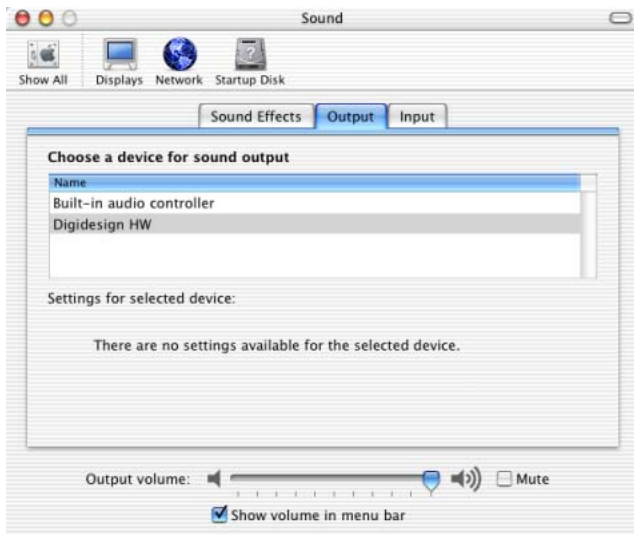 Sound
Show All Displays Network Startup Disk
Sound Effects Output Input
Choose a device for sound output
Name
Built-in audio controller
Digidesign HW
Settings for selected device:
There are no settings available for the selected device.
Output volume: Mute
Show volume in menu bar